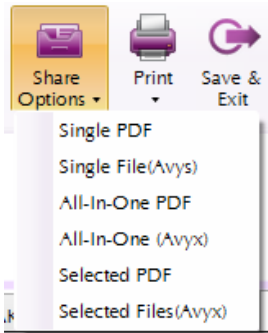 Share Options
Print
Save & Exit
Single PDF
Single File(Avys)
All-In-One PDF
All-In-One (Avyx)
Selected PDF
Selected Files(Avyx)